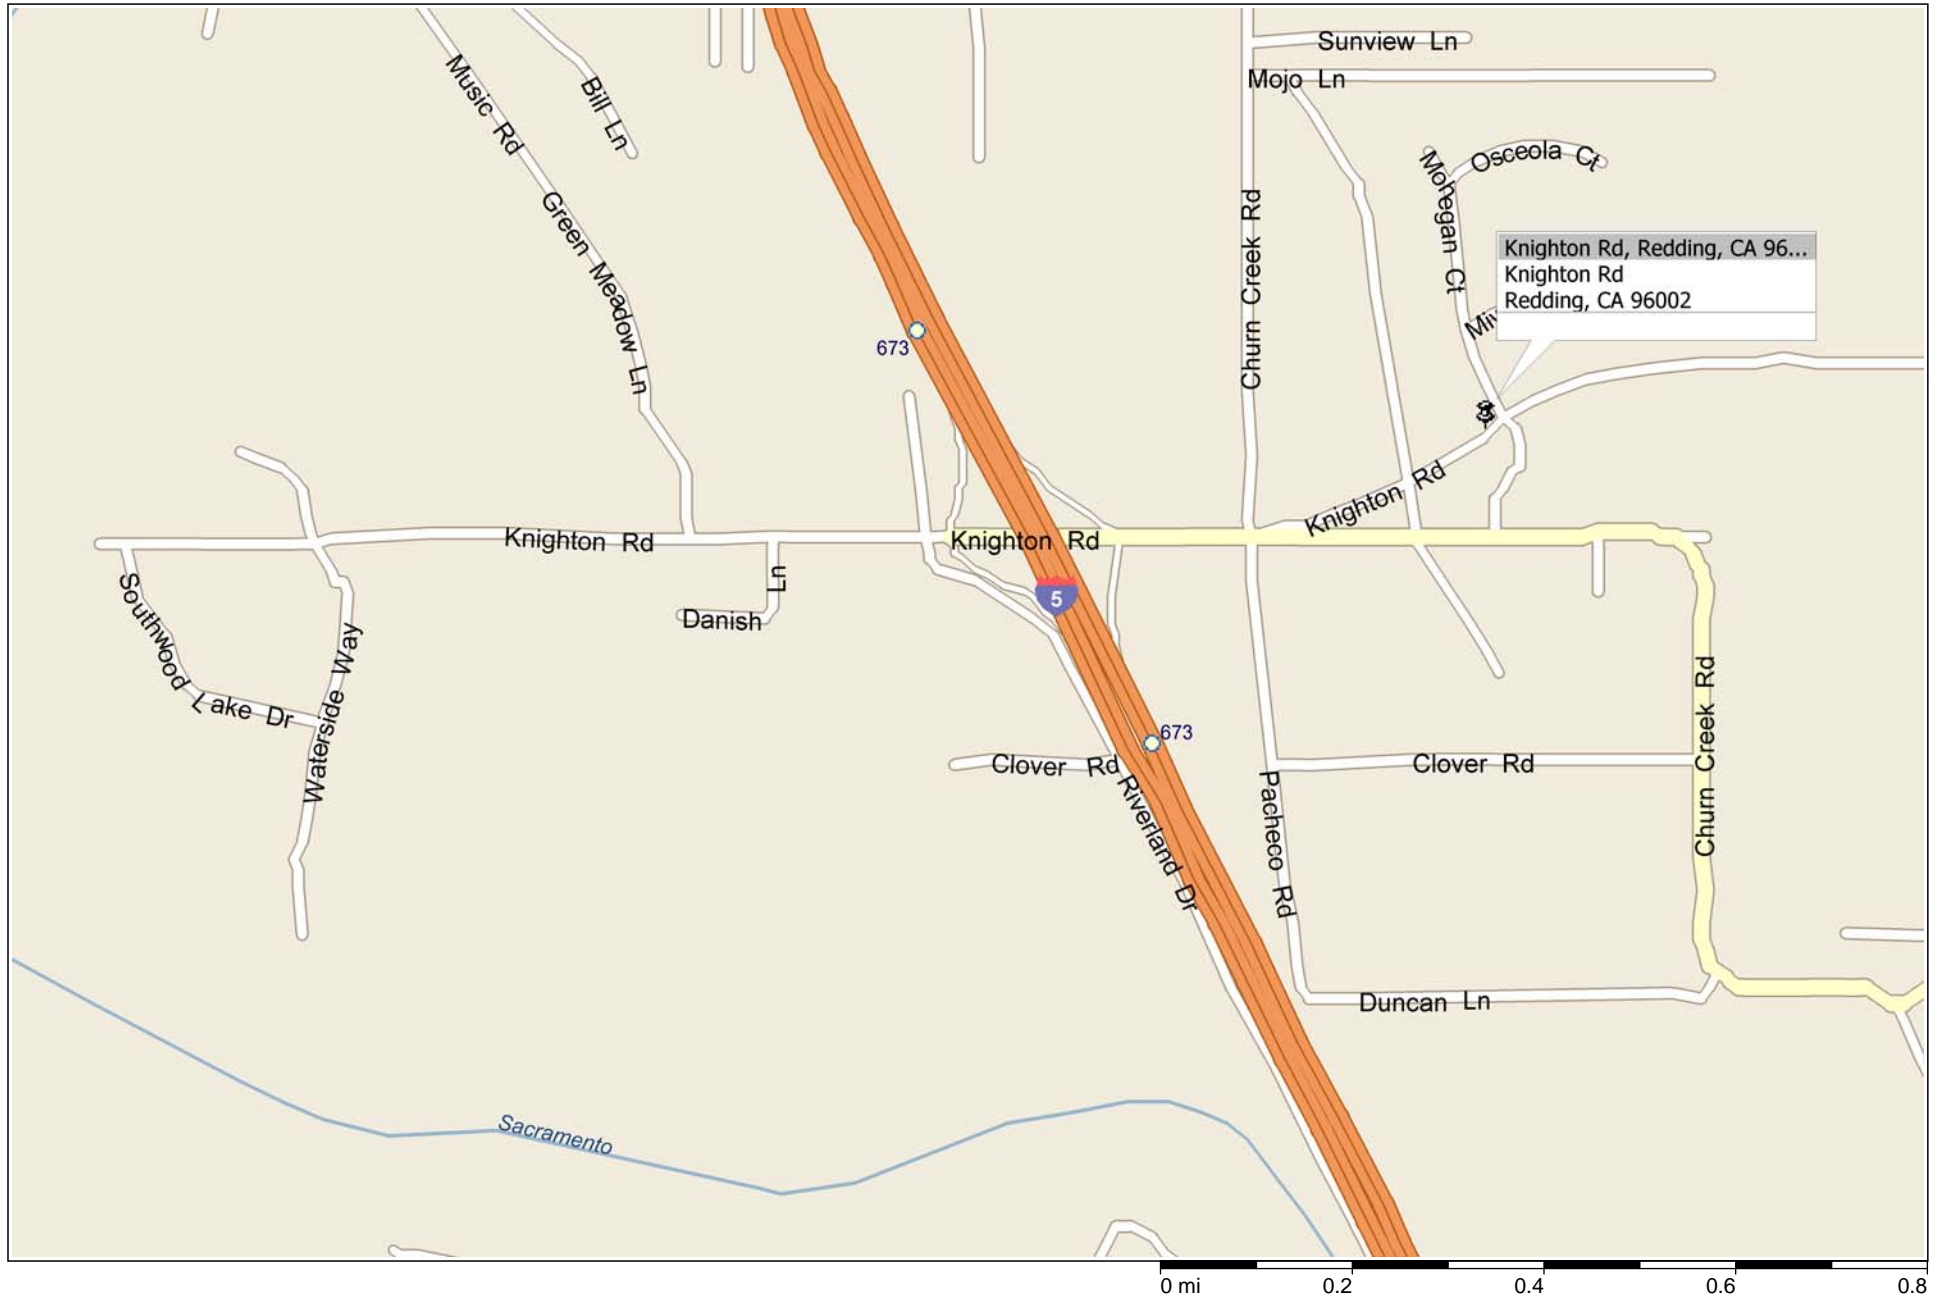 Sunview Ln
Mojo Ln
Music Rd
Bill Ln
Osceola Ct
Mohegan Ct
Green Meadow Ln
Churn Creek Rd
Knighton Rd, Redding, CA 96...
Knighton Rd
Redding, CA 96002
673
Knighton Rd
Knighton Rd
Knighton Rd
5
Southwood Lake Dr
Danish Ln
Waterside Way
673
Clover Rd
Clover Rd
Churn Creek Rd
Riverland Dr
Pacheco Rd
Duncan Ln
Sacramento
0 mi 0.2 0.4 0.6 0.8